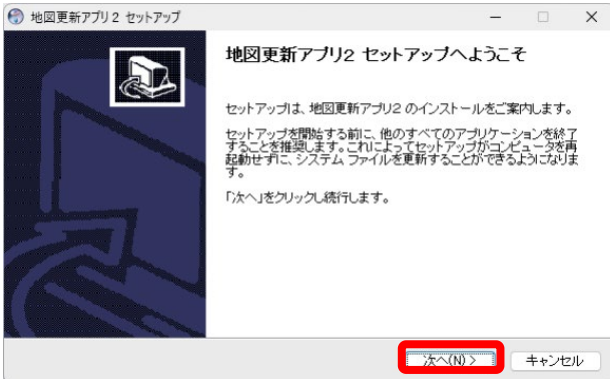 地図更新アプリ2 セットアップ
地図更新アプリ2 セットアップへようこそ
セットアップは、地図更新アプリ2 のインストールをご案内します。
セットアップを開始する前に、他のすべてのアプリケーションを終了
することを推奨します。これによってセットアップがコンピュータを再
起動せずに、システム ファイルを更新することができるようになりま
す。
「次へ」をクリックし続行します。
次へ(N) >
キャンセル